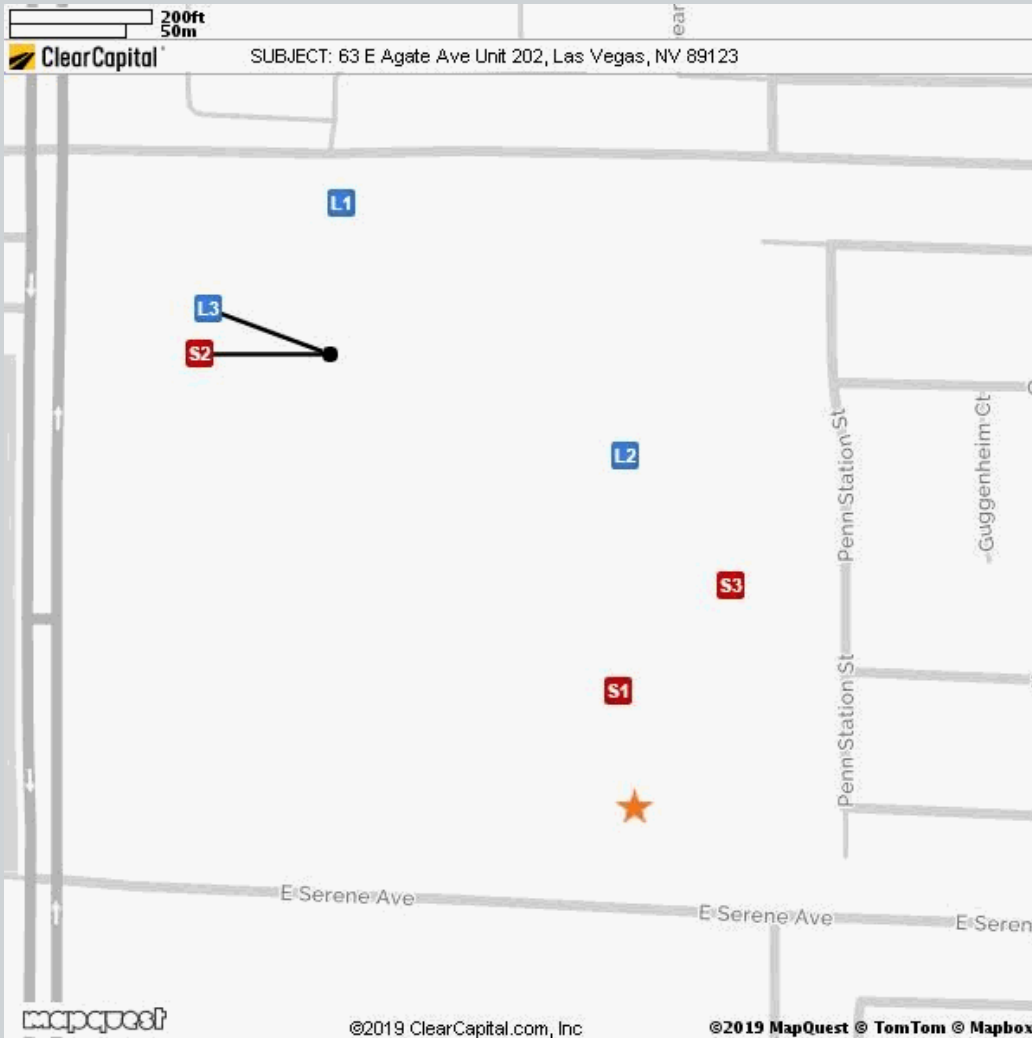 200ft
50m
ear
ClearCapital
SUBJECT: 63 E Agate Ave Unit 202, Las Vegas, NV 89123
L1
L3
S2
L2
Penn Station St
Guggenheim Ct
S3
S1
Penn Station St
E Serene Ave
E Serene Ave
E Seren
mapquest
©2019 ClearCapital.com, Inc
©2019 MapQuest © TomTom © Mapbox